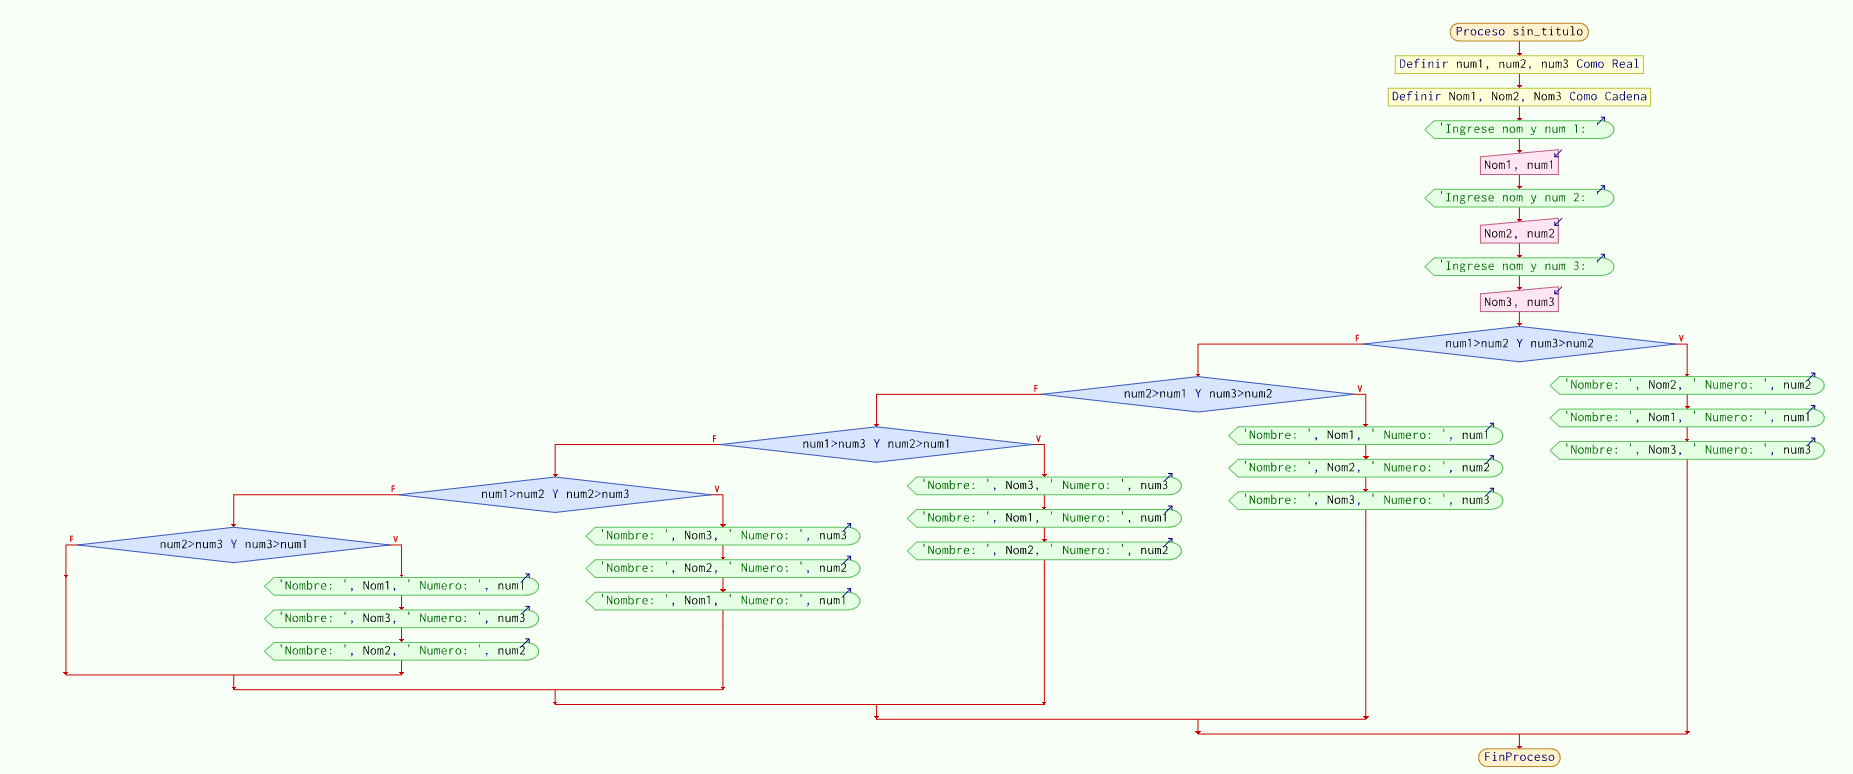 Proceso sin_titulo
Definir num1, num2, num3 Como Real
Definir Nom1, Nom2, Nom3 Como Cadena
'Ingrese nom y num 1: '
Nom1, num1
'Ingrese nom y num 2: '
Nom2, num2
'Ingrese nom y num 3: '
Nom3, num3
F
num1>num2 Y num3>num2
V
'Nombre: ', Nom2, ' Numero: ', num2
'Nombre: ', Nom1, ' Numero: ', num1
'Nombre: ', Nom3, ' Numero: ', num3
F
num2>num1 Y num3>num2
V
'Nombre: ', Nom1, ' Numero: ', num1
'Nombre: ', Nom2, ' Numero: ', num2
'Nombre: ', Nom3, ' Numero: ', num3
F
num1>num3 Y num2>num1
V
'Nombre: ', Nom3, ' Numero: ', num3
'Nombre: ', Nom1, ' Numero: ', num1
'Nombre: ', Nom2, ' Numero: ', num2
F
num1>num2 Y num2>num3
V
'Nombre: ', Nom3, ' Numero: ', num3
'Nombre: ', Nom2, ' Numero: ', num2
'Nombre: ', Nom1, ' Numero: ', num1
F
num2>num3 Y num3>num1
V
'Nombre: ', Nom1, ' Numero: ', num1
'Nombre: ', Nom3, ' Numero: ', num3
'Nombre: ', Nom2, ' Numero: ', num2
FinProceso